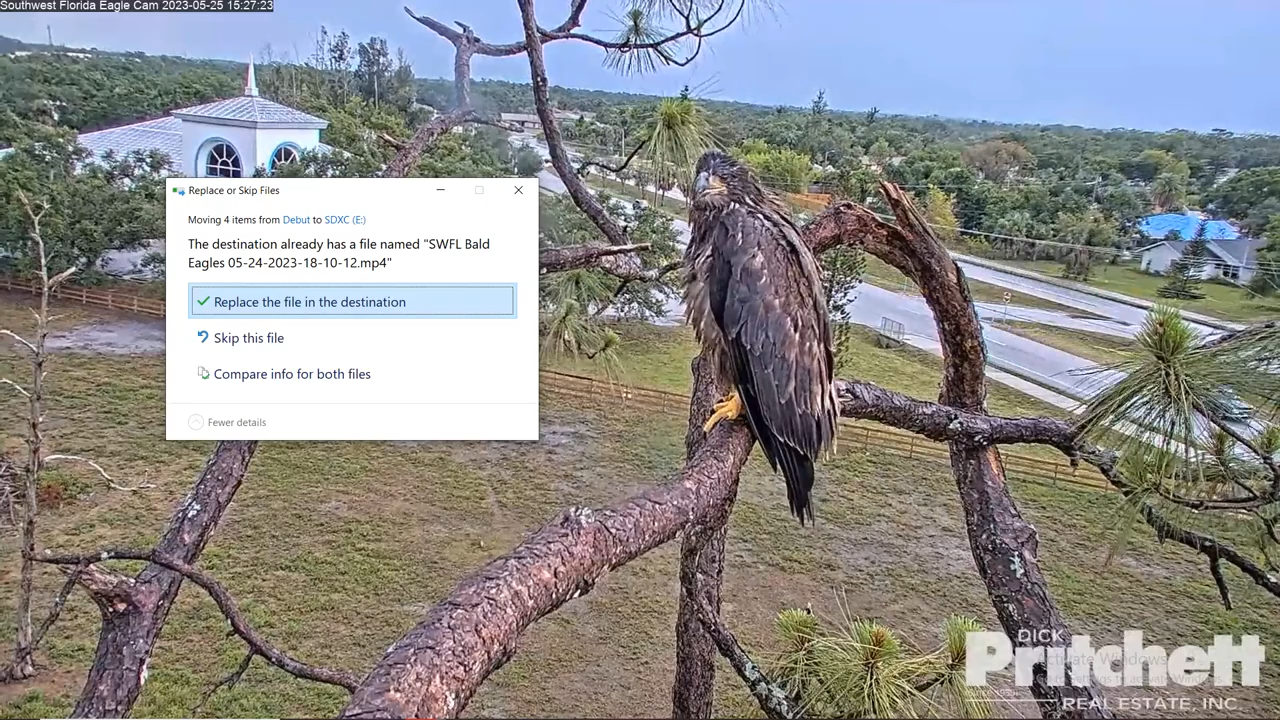 Southwest Florida Eagle Cam 2023-05-25 15:27:23
Replace or Skip Files
Moving 4 items from Debut to SDXC (E:)
The destination already has a file named "SWFL Bald
Eagles 05-24-2023-18-10-12.mp4"
Replace the file in the destination
Skip this file
Compare info for both files
Fewer details
DICK
Pritchett
REAL ESTATE, INC.